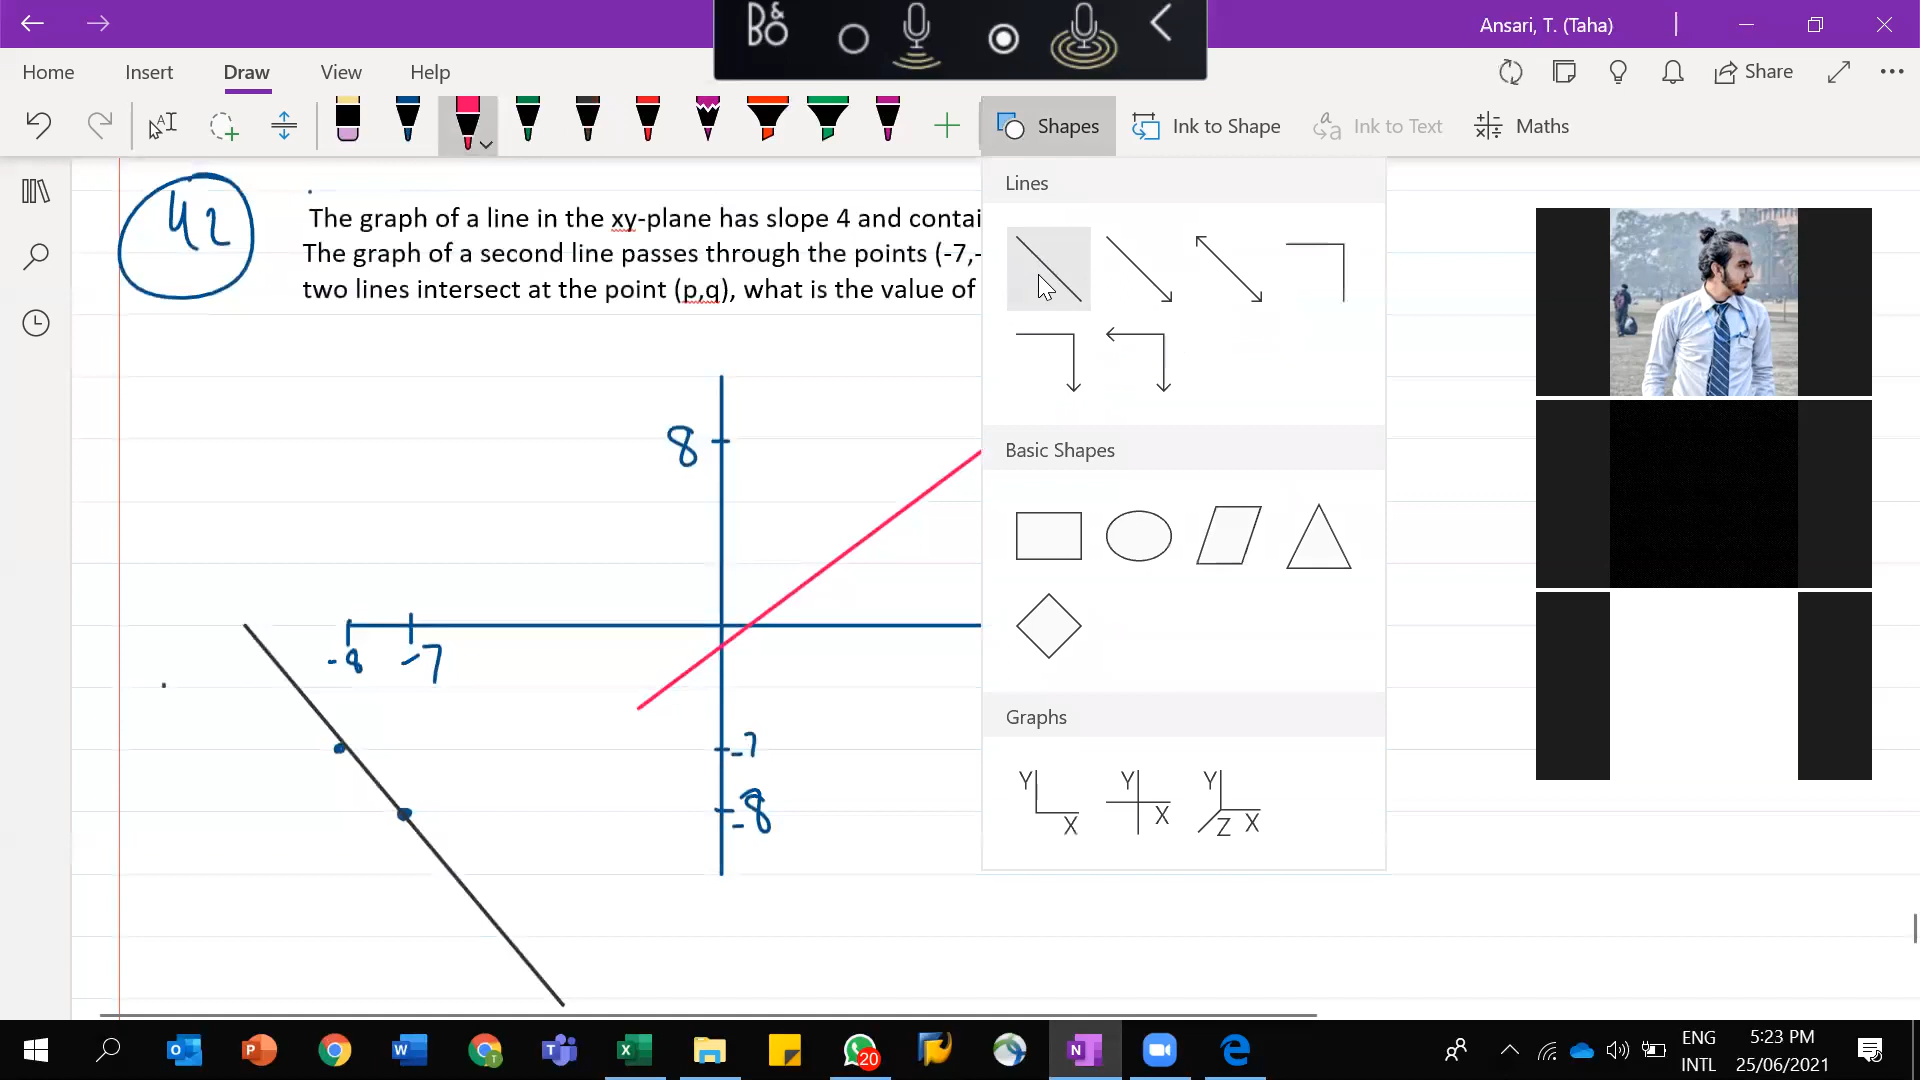 B&O
Ansari, T. (Taha)
Home Insert Draw View Help
Share
Shapes Ink to Shape Ink to Text Maths
Lines
42
The graph of a line in the xy-plane has slope 4 and contai
The graph of a second line passes through the points (-7,-
two lines intersect at the point (p,q), what is the value of
8
Basic Shapes
-8 -7
Graphs
-7
-8
Y X Y X Y Z X
20
ENG
INTL
5:23 PM
25/06/2021